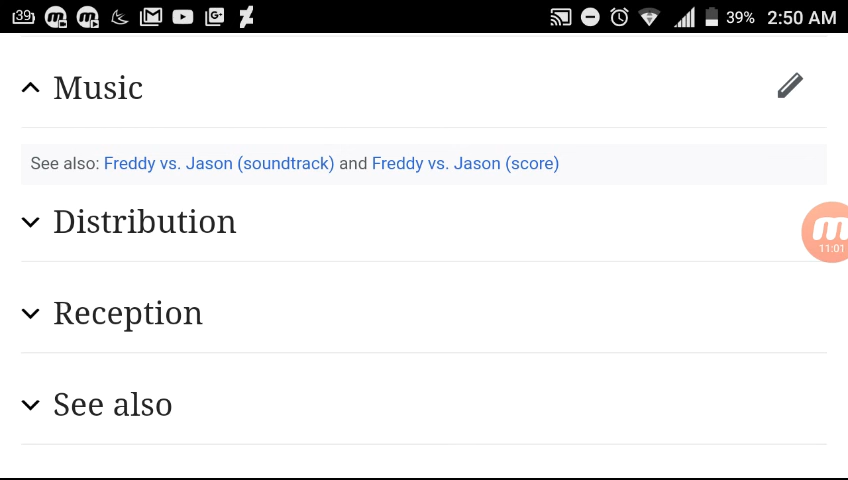 39 39% 2:50 AM
Music
See also: Freddy vs. Jason (soundtrack) and Freddy vs. Jason (score)
Distribution
11:01
Reception
See also